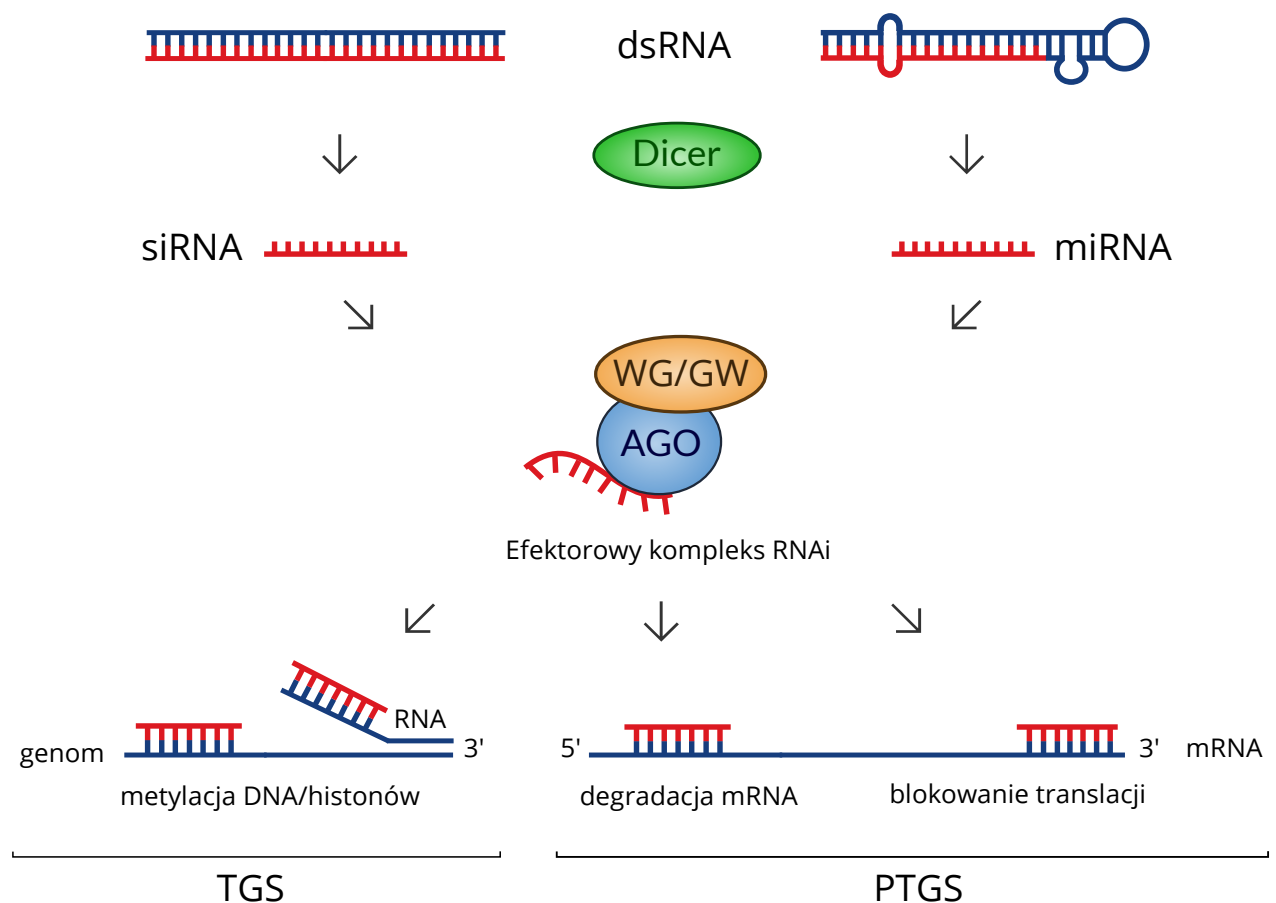 dsRNA
Dicer
siRNA
miRNA
WG/GW
AGO
Efektorowy kompleks RNAi
RNA
genom
3'
5'
3'
mRNA
metylacja DNA/histonów
degradacja mRNA
blokowanie translacji
TGS
PTGS